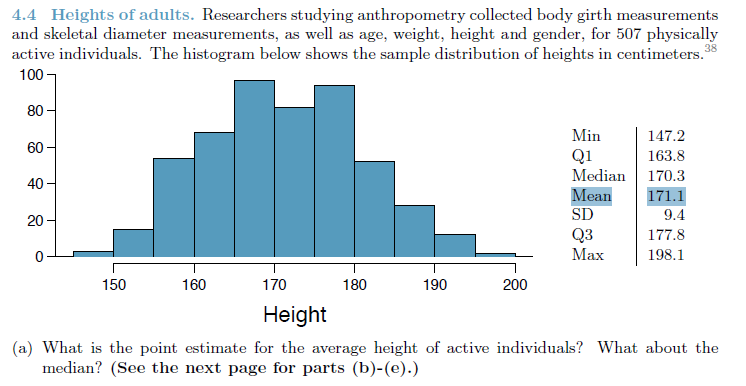 4.4 Heights of adults. Researchers studying anthropometry collected body girth measurements
and skeletal diameter measurements, as well as age, weight, height and gender, for 507 physically
active individuals. The histogram below shows the sample distribution of heights in centimeters.38
100
80
60
40
20
0
150 160 170 180 190 200
Height
Min 147.2
Q1 163.8
Median 170.3
Mean 171.1
SD 9.4
Q3 177.8
Max 198.1
(a) What is the point estimate for the average height of active individuals? What about the
median? (See the next page for parts (b)-(e).)